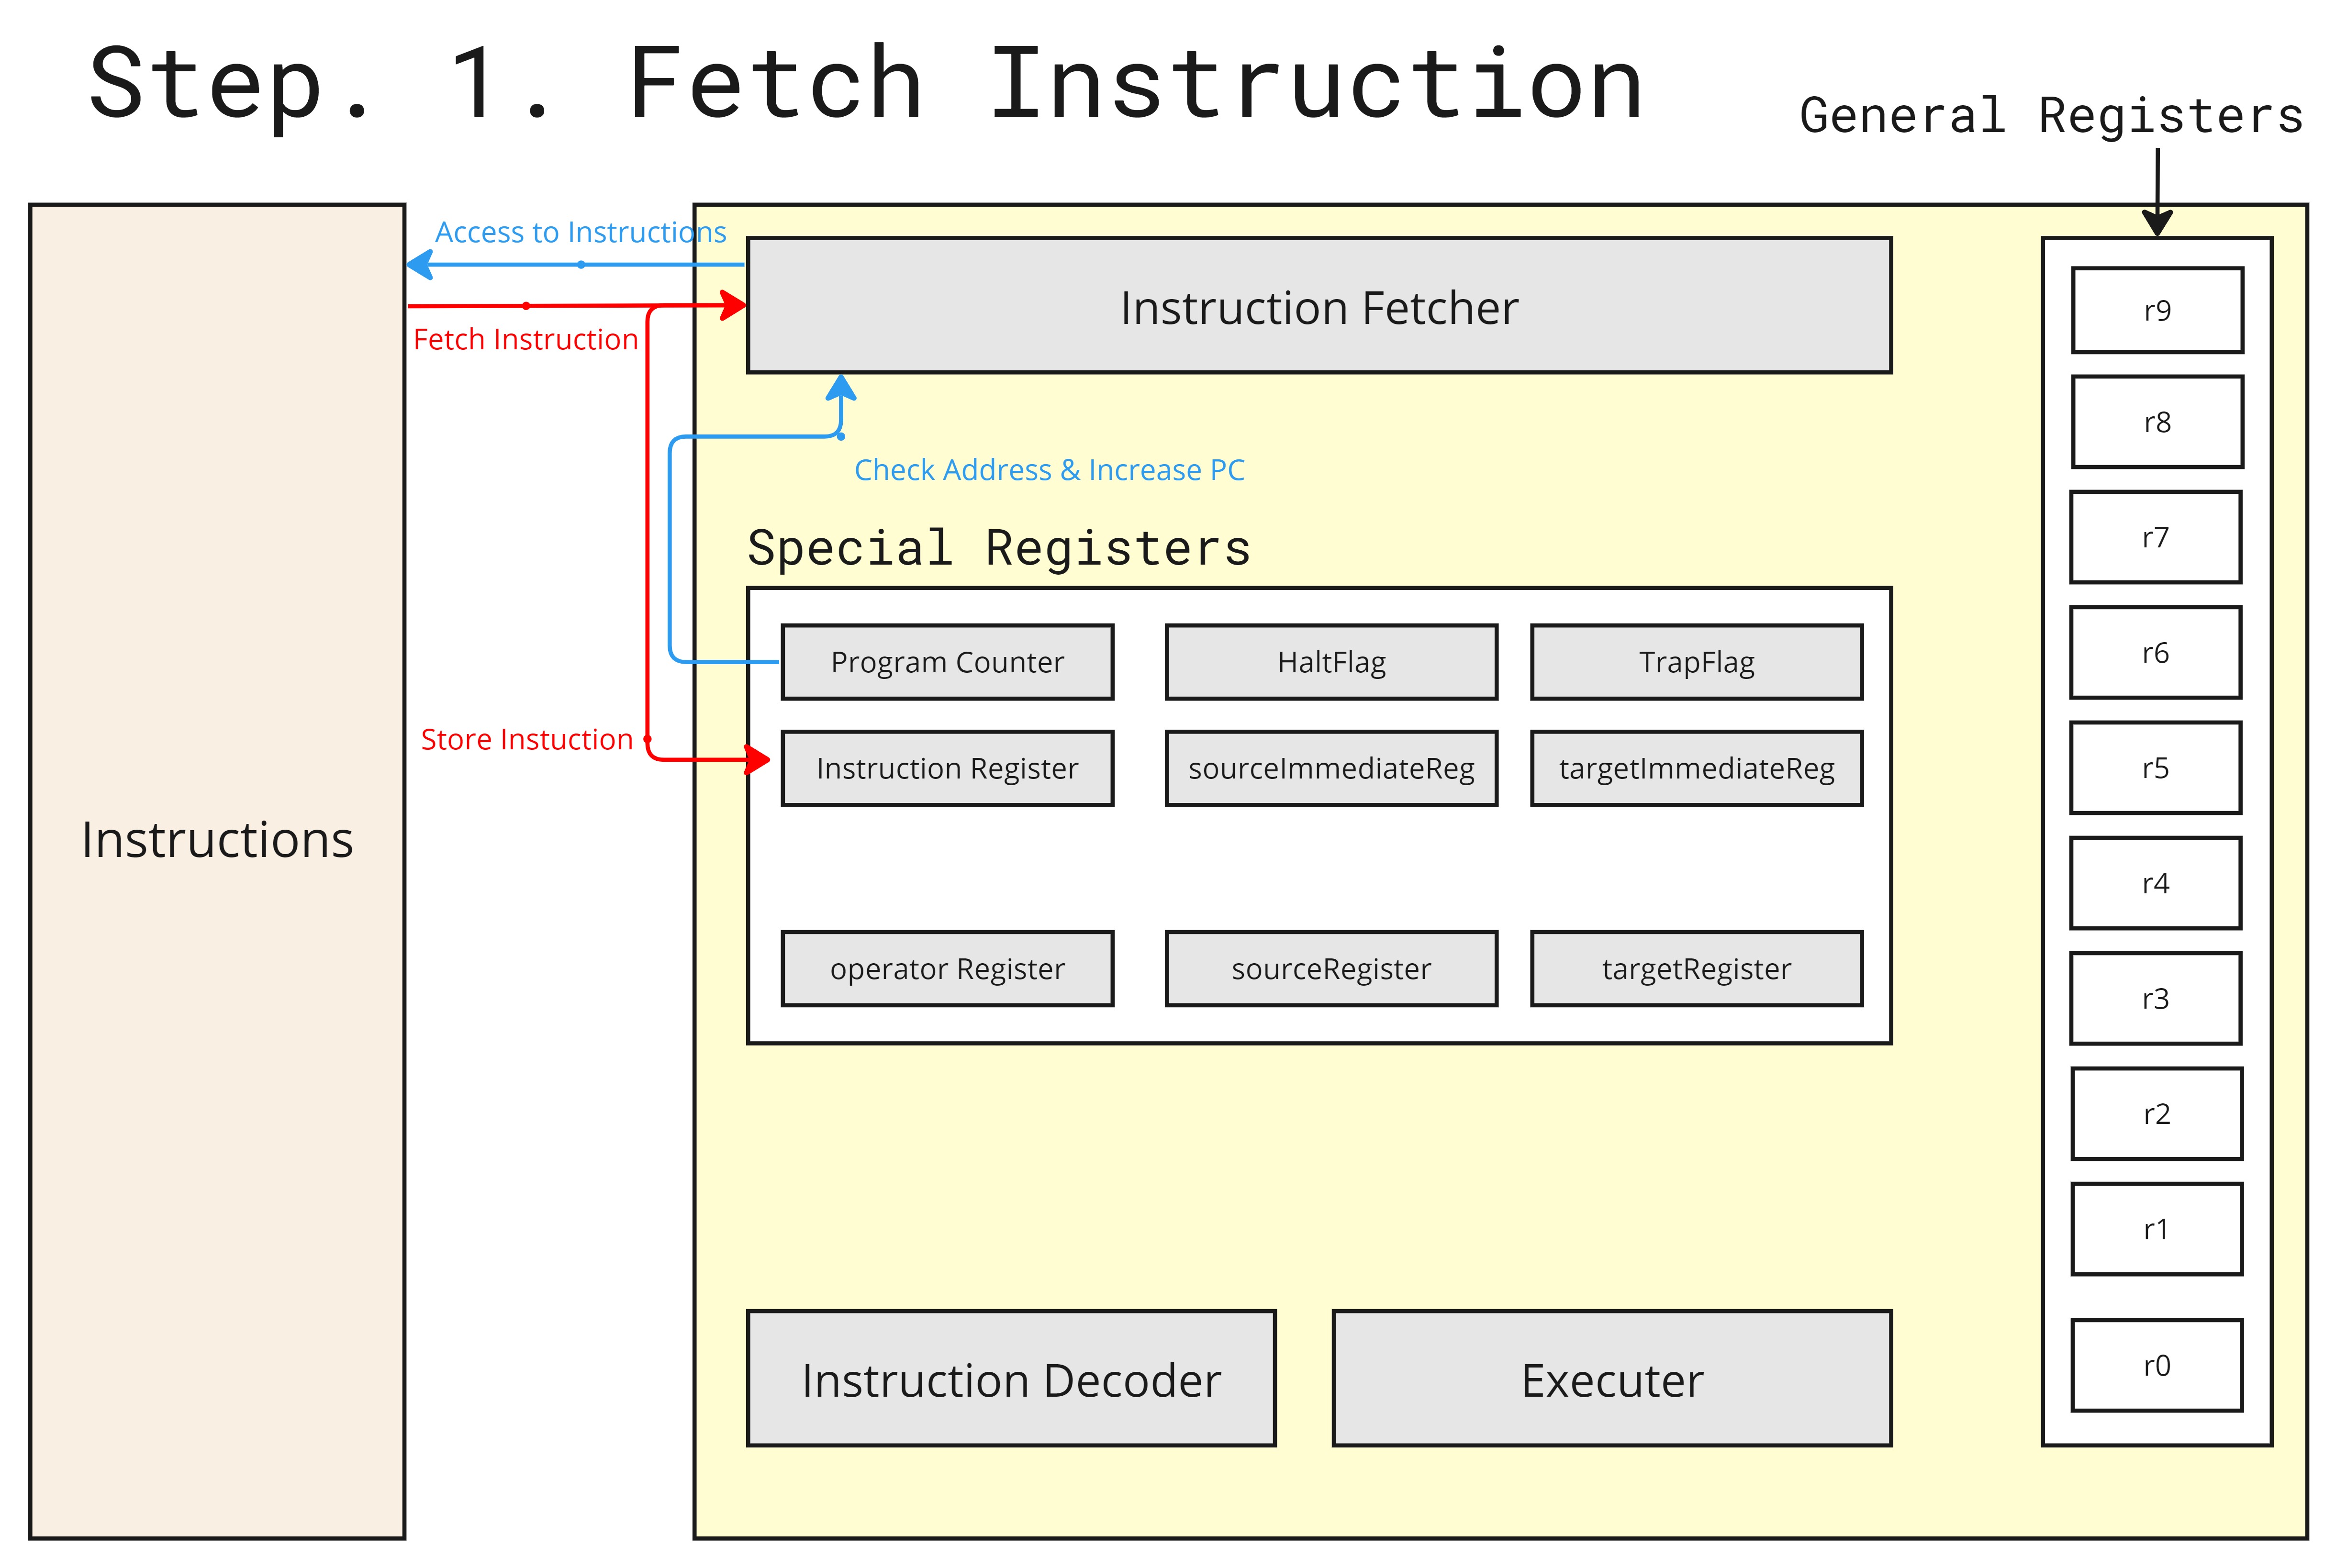 Step. 1. Fetch Instruction
General Registers
Access to Instructions
Instruction Fetcher
Fetch Instruction
Check Address & Increase PC
Special Registers
Program Counter
HaltFlag
TrapFlag
Store Instuction
Instruction Register
sourceImmediateReg
targetImmediateReg
Instructions
operator Register
sourceRegister
targetRegister
Instruction Decoder
Executer
r9
r8
r7
r6
r5
r4
r3
r2
r1
r0